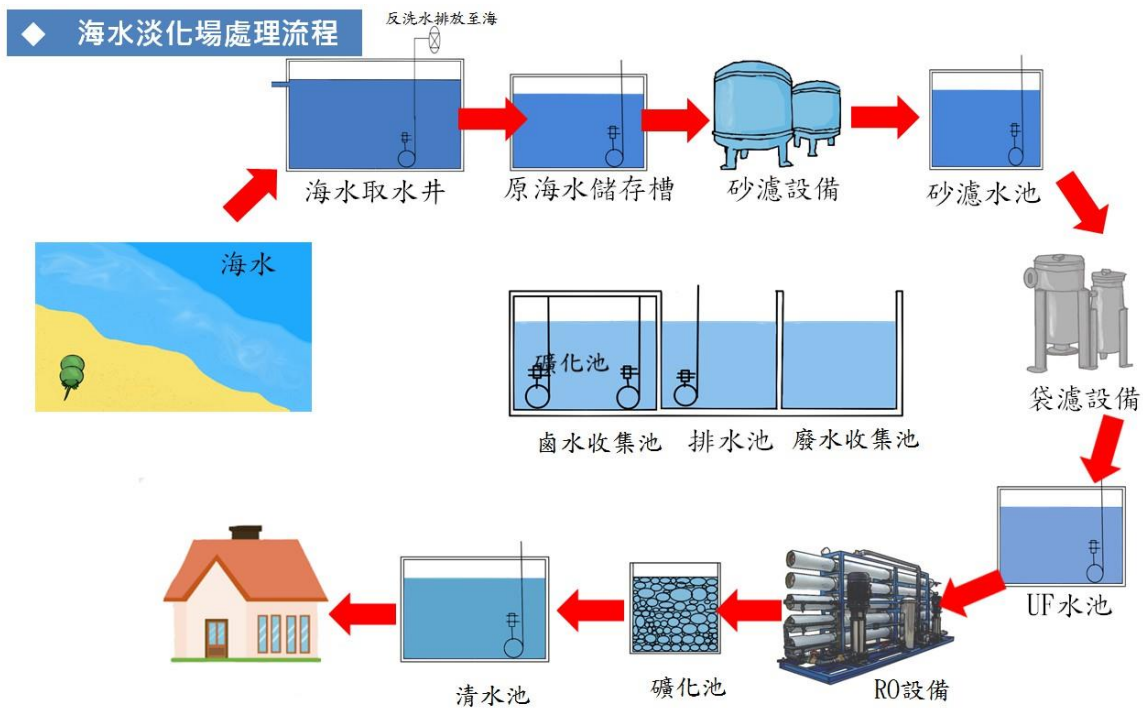 海水淡化場處理流程
反洗水排放至海
海水取水井
原海水儲存槽
砂濾設備
砂濾水池
海水
礦化池
袋濾設備
鹵水收集池
排水池
廢水收集池
UF水池
RO設備
礦化池
清水池